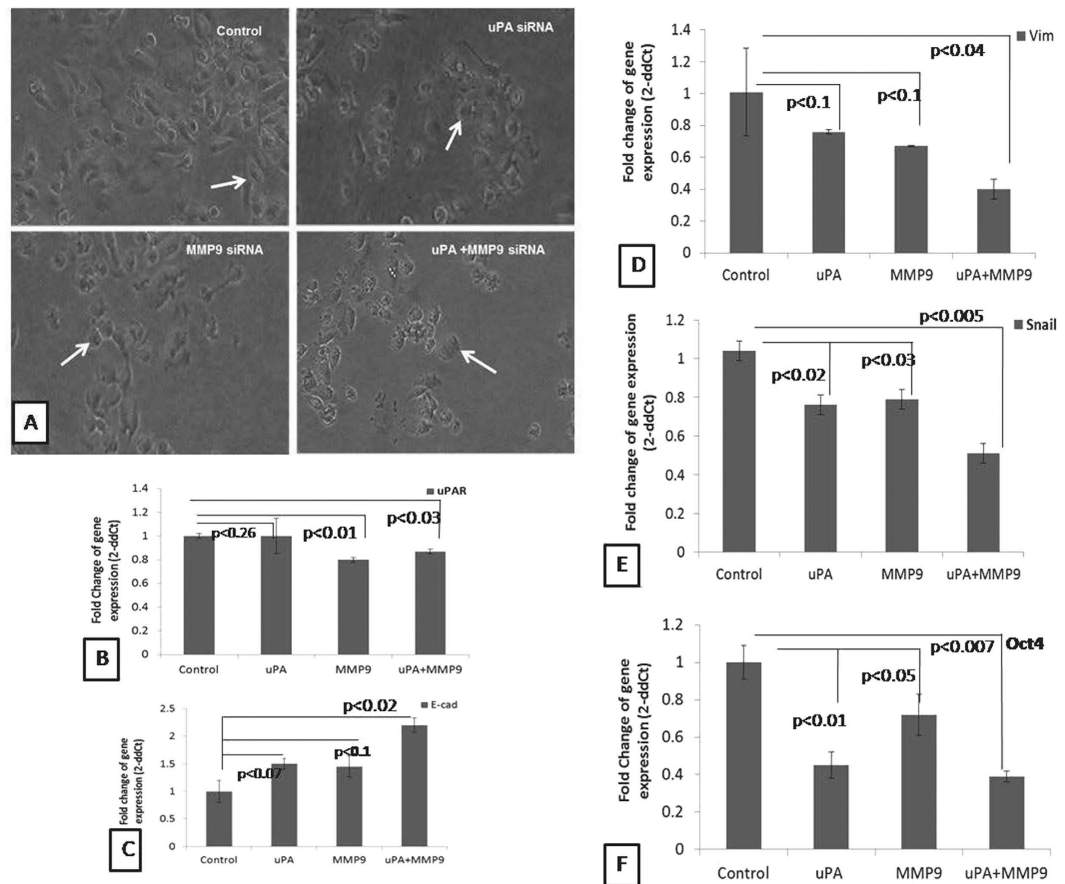 Control
uPA siRNA
MMP9 siRNA
uPA +MMP9 siRNA
A
Fold Change of gene
expression (2-ddCt)
1.4
1.2
1
0.8
0.6
0.4
0.2
0
uPAR
p<0.26
p<0.01
p<0.03
Control
uPA
MMP9
uPA+MMP9
B
Fold change of gene
expression (2-ddCt)
2.5
2
1.5
1
0.5
0
E-cad
p<0.07
p<0.1
p<0.02
Control
uPA
MMP9
uPA+MMP9
C
Fold change of gene
expression (2-ddCt)
1.4
1.2
1
0.8
0.6
0.4
0.2
0
Vim
p<0.1
p<0.1
p<0.04
Control
uPA
MMP9
uPA+MMP9
D
Fold change of gene expression
(2-ddCt)
1.2
1
0.8
0.6
0.4
0.2
0
Snail
p<0.02
p<0.03
p<0.005
Control
uPA
MMP9
uPA+MMP9
E
Fold Change of gene
expression (2-ddCt)
1.2
1
0.8
0.6
0.4
0.2
0
Oct4
p<0.01
p<0.05
p<0.007
Control
uPA
MMP9
uPA+MMP9
F